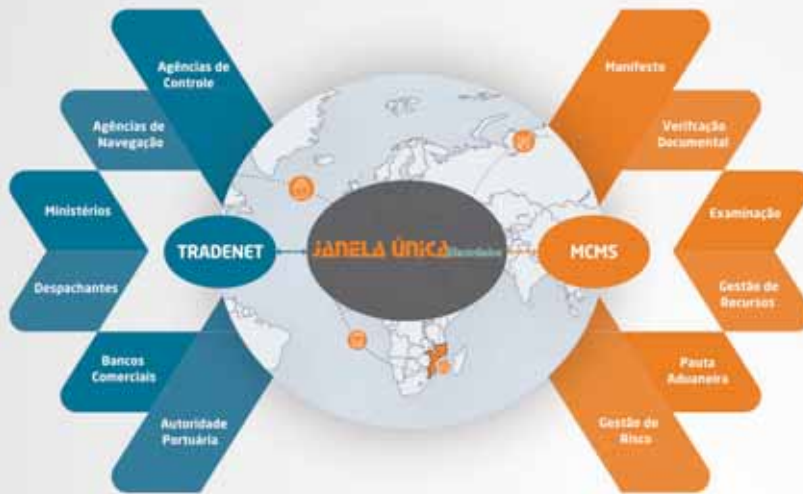 Agências de
Controle
Agências de
Navegação
Ministérios
Despachantes
Bancos
Comerciais
Autoridade
Portuária
TRADENET
JANELA ÚNICA
MCMS
Manifesto
Verifcação
Documental
Examinação
Gestão de
Recursos
Pauta
Aduaneira
Gestão de
Risco